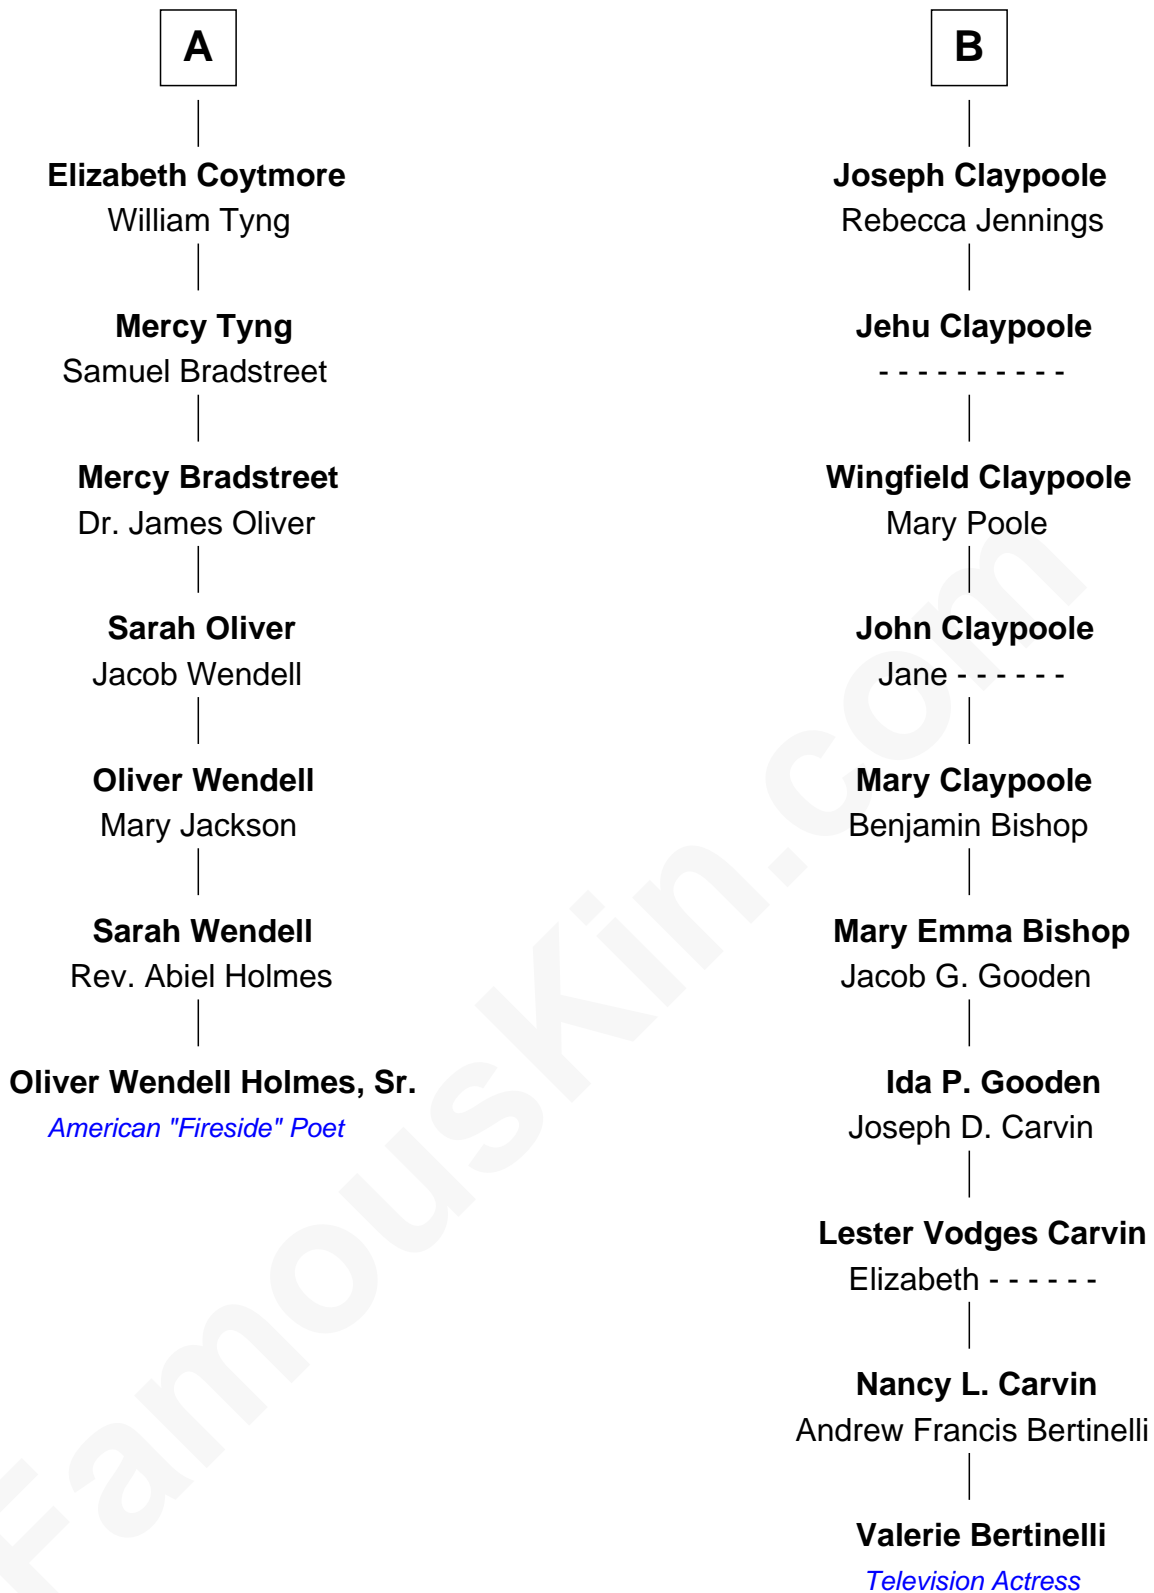 A
Elizabeth Coytmore
William Tyng
Mercy Tyng
Samuel Bradstreet
Mercy Bradstreet
Dr. James Oliver
Sarah Oliver
Jacob Wendell
Oliver Wendell
Mary Jackson
Sarah Wendell
Rev. Abiel Holmes
Oliver Wendell Holmes, Sr.
American "Fireside" Poet
B
Joseph Claypoole
Rebecca Jennings
Jehu Claypoole
- - - - - - - - - -
Wingfield Claypoole
Mary Poole
John Claypoole
Jane - - - - - -
Mary Claypoole
Benjamin Bishop
Mary Emma Bishop
Jacob G. Gooden
Ida P. Gooden
Joseph D. Carvin
Lester Vodges Carvin
Elizabeth - - - - - -
Nancy L. Carvin
Andrew Francis Bertinelli
Valerie Bertinelli
Television Actress
FamousKin.com